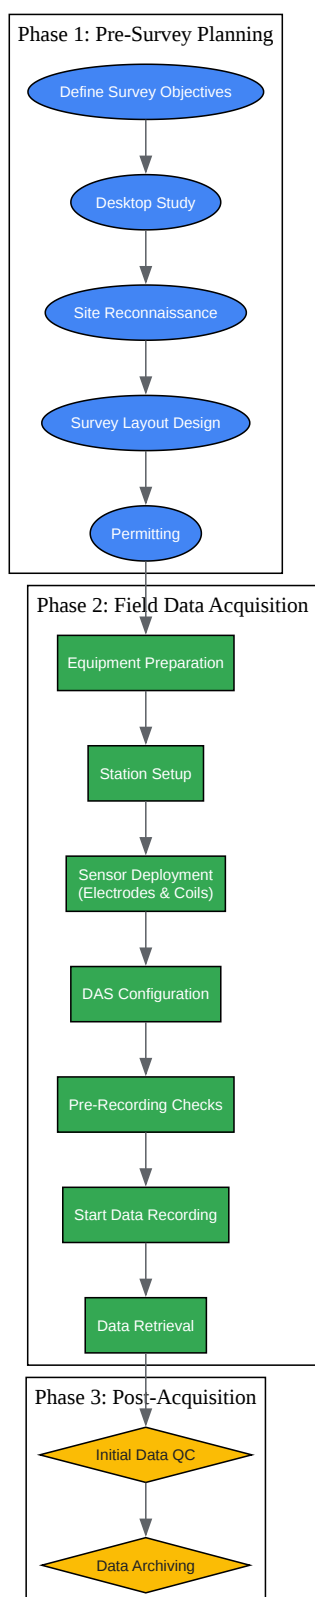 Phase 1: Pre-Survey Planning
Define Survey Objectives
Desktop Study
Site Reconnaissance
Survey Layout Design
Permitting
Phase 2: Field Data Acquisition
Equipment Preparation
Station Setup
Sensor Deployment
(Electrodes & Coils)
DAS Configuration
Pre-Recording Checks
Start Data Recording
Data Retrieval
Phase 3: Post-Acquisition
Initial Data QC
Data Archiving